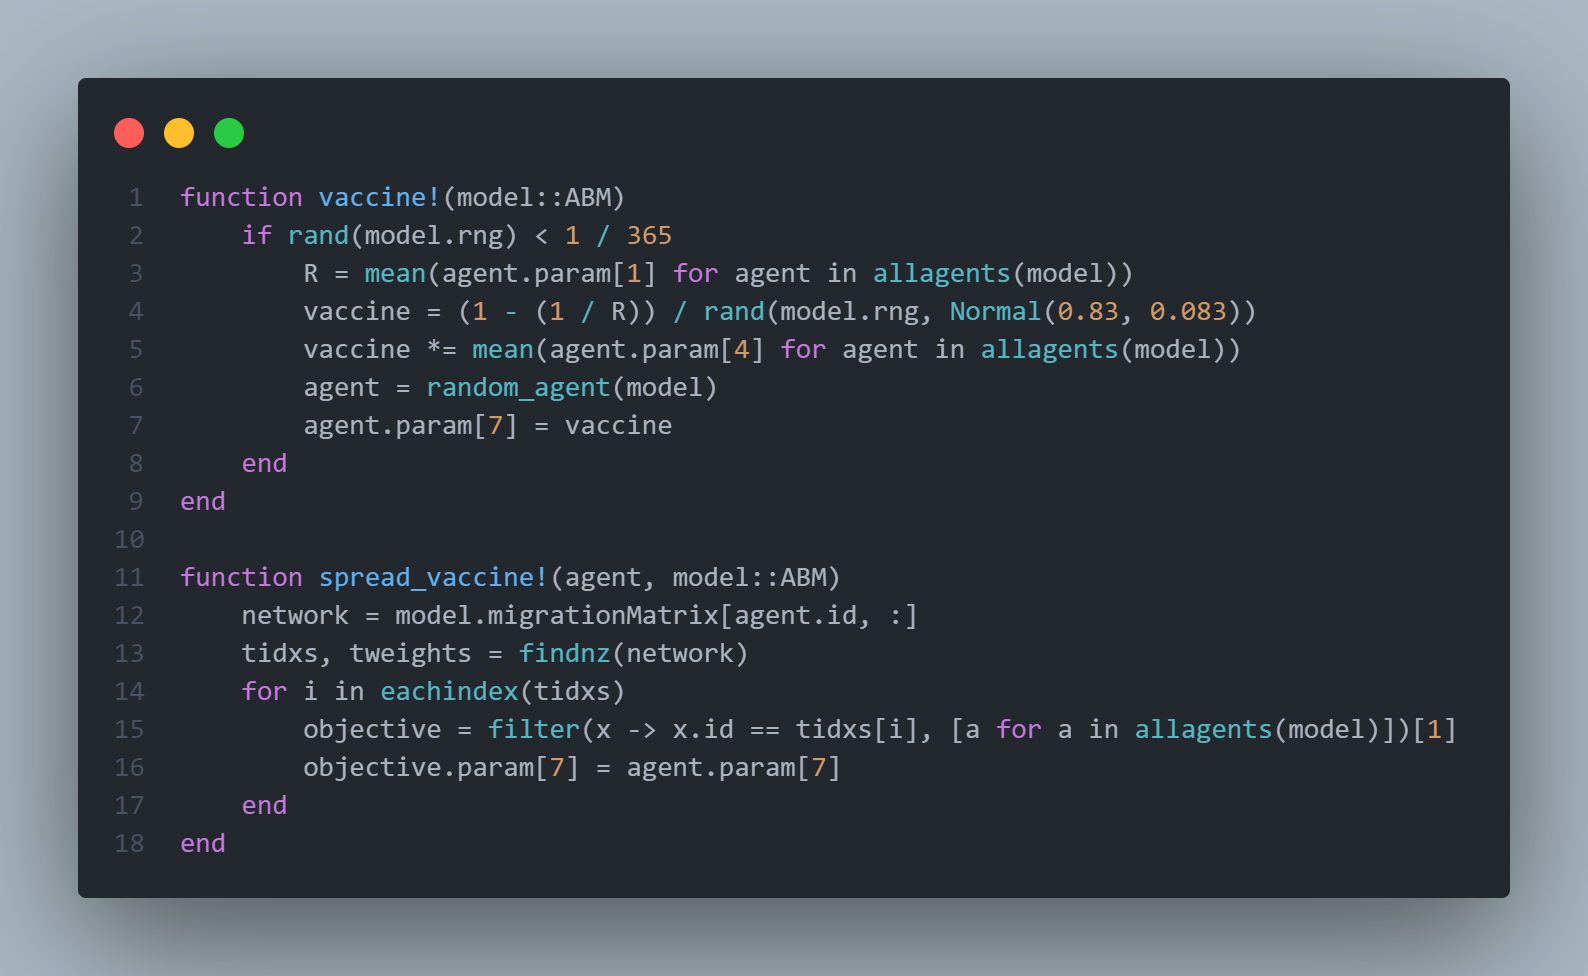 1 function vaccine!(model::ABM)
2     if rand(model.rng) < 1 / 365
3         R = mean(agent.param[1] for agent in allagents(model))
4         vaccine = (1 - (1 / R)) / rand(model.rng, Normal(0.83, 0.083))
5         vaccine *= mean(agent.param[4] for agent in allagents(model))
6         agent = random_agent(model)
7         agent.param[7] = vaccine
8     end
9 end
10
11 function spread_vaccine!(agent, model::ABM)
12     network = model.migrationMatrix[agent.id, :]
13     tidxs, tweights = findnz(network)
14     for i in eachindex(tidxs)
15         objective = filter(x -> x.id == tidxs[i], [a for a in allagents(model)])[1]
16         objective.param[7] = agent.param[7]
17     end
18 end